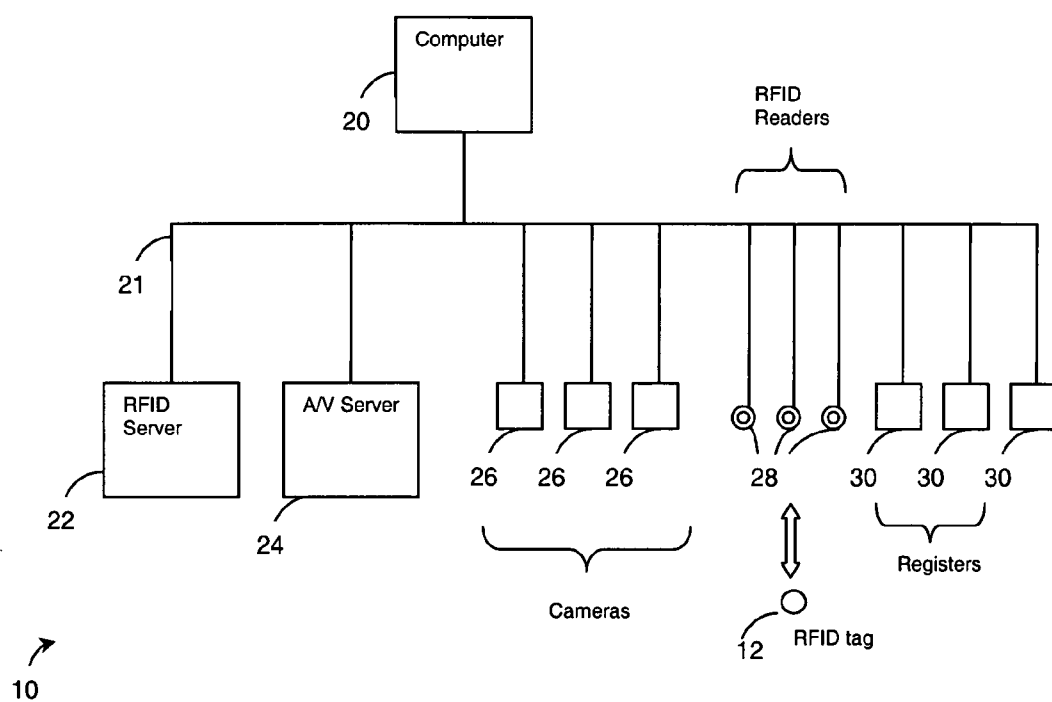 Computer
20
RFID
Readers
21
RFID
Server
A/V Server
22
24
26 26 26
28
30 30 30
Cameras
Registers
12
RFID tag
10